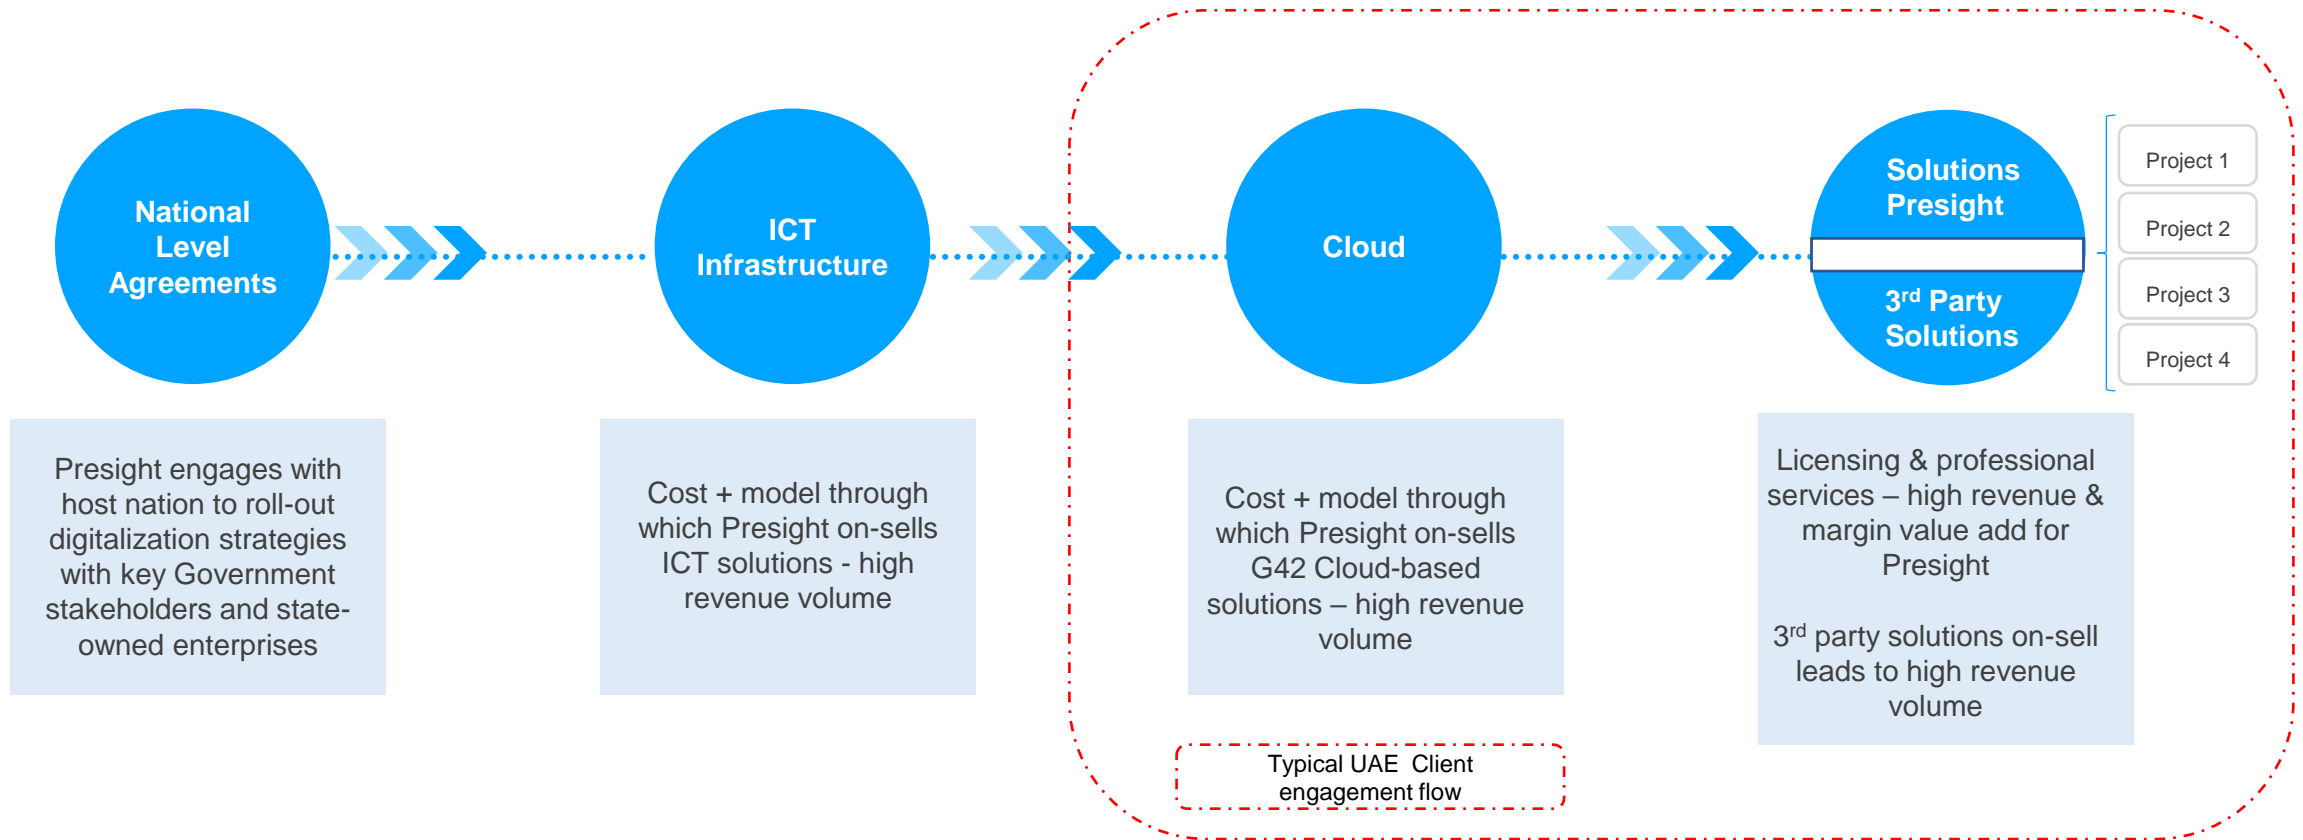 National
Level
Agreements
ICT
Infrastructure
Cloud
Solutions
Presight
3rd Party
Solutions
Project 1
Project 2
Project 3
Project 4
Presight engages with
host nation to roll-out
digitalization strategies
with key Government
stakeholders and state-
owned enterprises
Cost + model through
which Presight on-sells
ICT solutions - high
revenue volume
Cost + model through
which Presight on-sells
G42 Cloud-based
solutions – high revenue
volume
Licensing & professional
services – high revenue &
margin value add for
Presight
3rd party solutions on-sell
leads to high revenue
volume
Typical UAE  Client
engagement flow